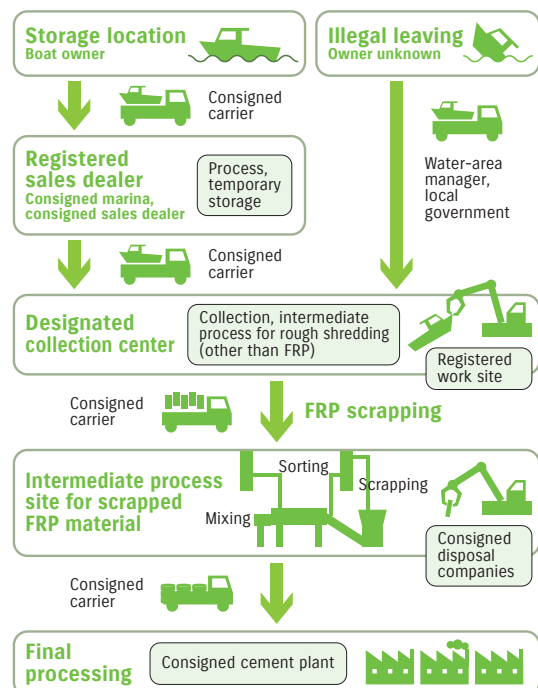 Storage location
Boat owner
Illegal leaving
Owner unknown
Consigned
carrier
Water-area
manager,
local
government
Registered
sales dealer
Consigned marina,
consigned sales dealer
Process,
temporary
storage
Consigned
carrier
Designated
collection center
Collection, intermediate
process for rough shredding
(other than FRP)
Registered
work site
Consigned
carrier
FRP scrapping
Intermediate process
site for scrapped
FRP material
Sorting
Scrapping
Mixing
Consigned
disposal
companies
Consigned
carrier
Final
processing
Consigned cement plant